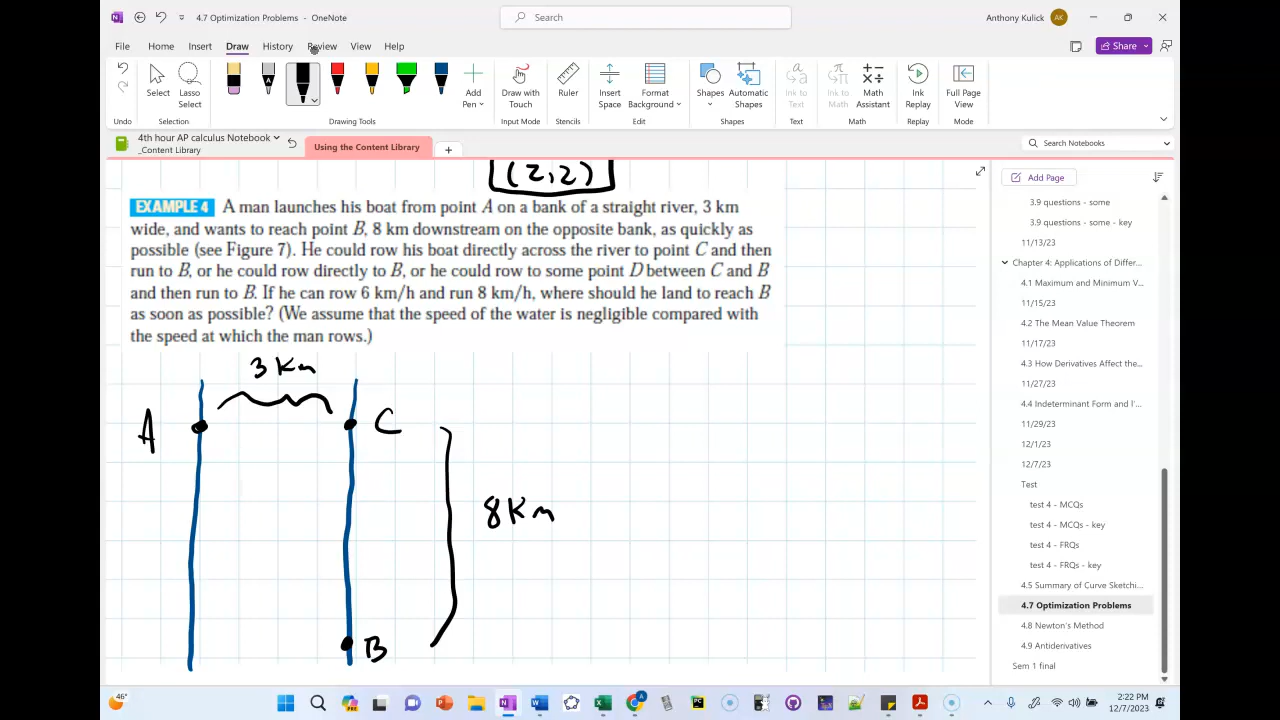 4.7 Optimization Problems - OneNote
Search
Anthony Kulick
AK
File Home Insert Draw History Review View Help
Share
Undo
Select
Lasso Select
Selection
Drawing Tools
Add Pen
Draw with Touch
Input Mode
Ruler
Stencils
Insert Space
Format Background
Edit
Shapes
Automatic Shapes
Shapes
Ink to Text
Text
Ink to Math
Math Assistant
Math
Ink Replay
Replay
Full Page View
Mode
4th hour AP calculus Notebook
_Content Library
Using the Content Library
Search Notebooks
(2,2)
EXAMPLE 4 A man launches his boat from point A on a bank of a straight river, 3 km
wide, and wants to reach point B, 8 km downstream on the opposite bank, as quickly as
possible (see Figure 7). He could row his boat directly across the river to point C and then
run to B, or he could row directly to B, or he could row to some point D between C and B
and then run to B. If he can row 6 km/h and run 8 km/h, where should he land to reach B
as soon as possible? (We assume that the speed of the water is negligible compared with
the speed at which the man rows.)
3 Km
A
C
8 Km
B
Add Page
3.9 questions - some
3.9 questions - some - key
11/13/23
Chapter 4: Applications of Differ...
4.1 Maximum and Minimum V...
11/15/23
4.2 The Mean Value Theorem
11/17/23
4.3 How Derivatives Affect the...
11/27/23
4.4 Indeterminant Form and l'...
11/29/23
12/1/23
12/7/23
Test
test 4 - MCQs
test 4 - MCQs - key
test 4 - FRQs
test 4 - FRQs - key
4.5 Summary of Curve Sketchi...
4.7 Optimization Problems
4.8 Newton's Method
4.9 Antiderivatives
Sem 1 final
46°
2:22 PM
12/7/2023